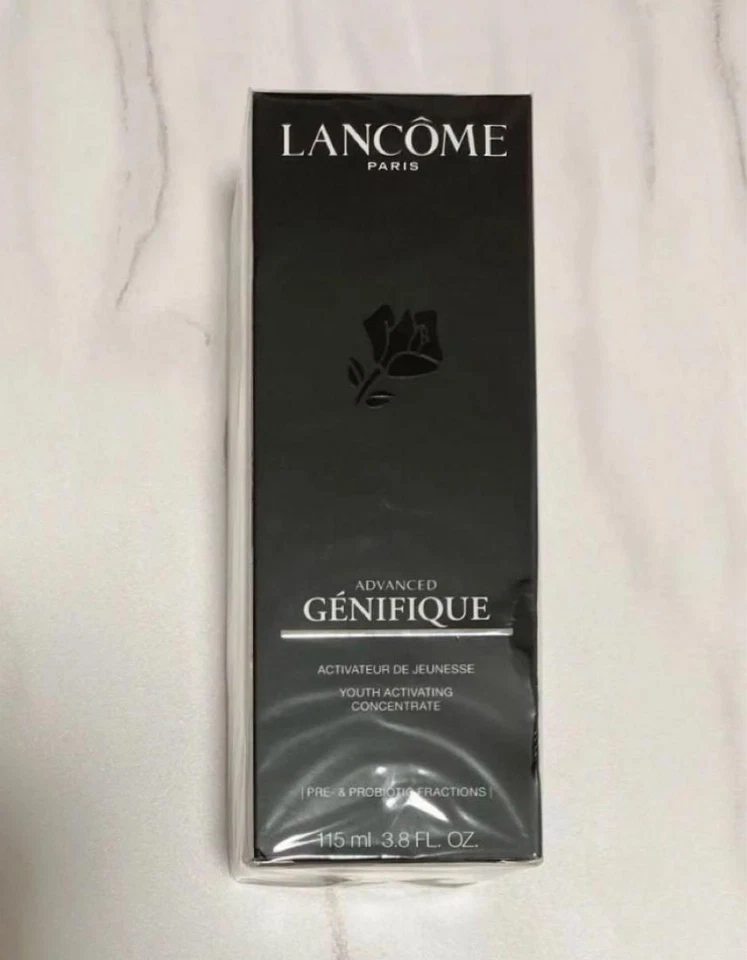 LANCÔME
PARIS
ADVANCED
GÉNIFIQUE
ACTIVATEUR DE JEUNESSE
YOUTH ACTIVATING
CONCENTRATE
| PRE- & PROBIOTIC FRACTIONS |
115 ml 3.8 FL. OZ.